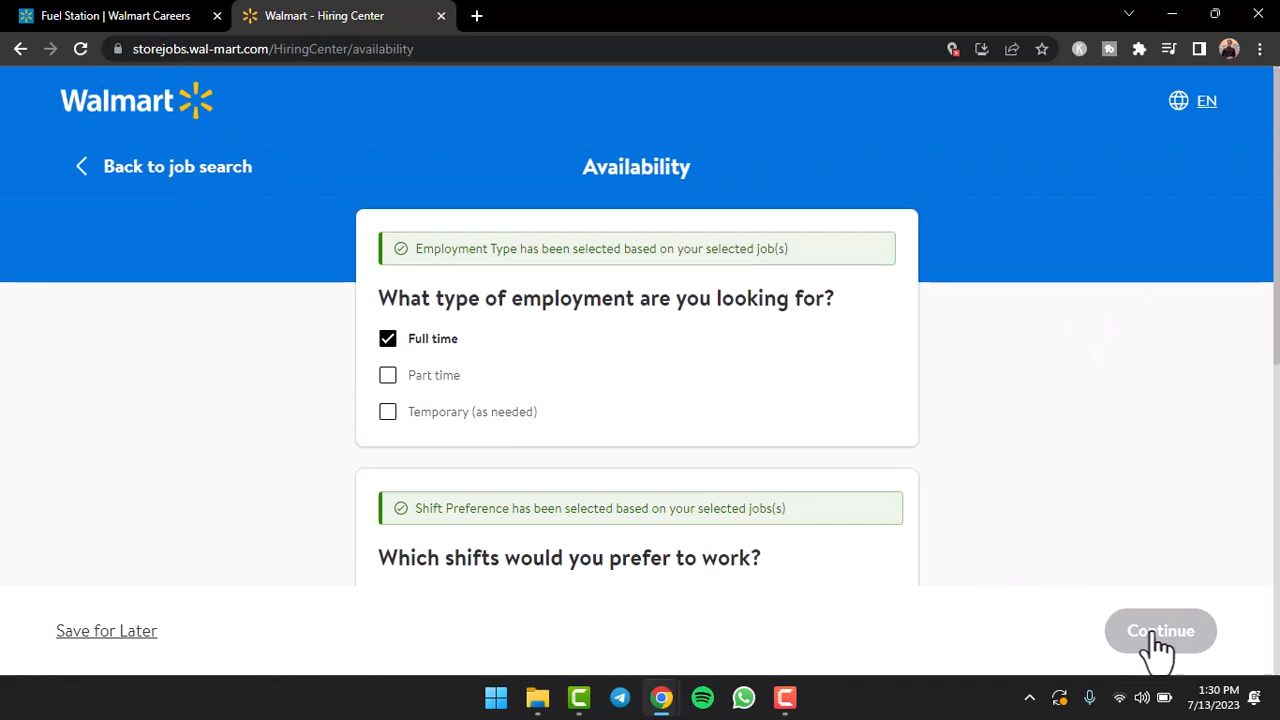 Fuel Station | Walmart Careers
Walmart - Hiring Center
storejobs.wal-mart.com/HiringCenter/availability
Walmart
EN
Back to job search
Availability
Employment Type has been selected based on your selected job(s)
What type of employment are you looking for?
Full time
Part time
Temporary (as needed)
Shift Preference has been selected based on your selected jobs(s)
Which shifts would you prefer to work?
Save for Later
Continue
1:30 PM
7/13/2023